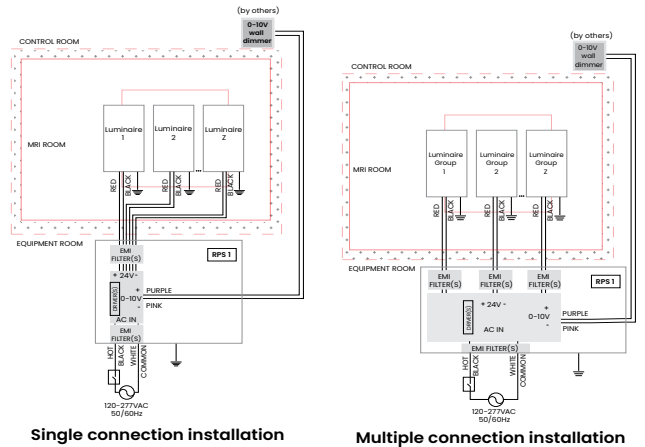 (by others)
0-10V
wall
dimmer
CONTROL ROOM
Luminaire
1
Luminaire
2
Luminaire
Z
...
MRI ROOM
RED
BLACK
RED
BLACK
RED
BLACK
EQUIPMENT ROOM
EMI
FILTER(S)
RPS 1
+ 24V -
DRIVER(S)
+
0-10V
-
PURPLE
PINK
AC IN
EMI
FILTER(S)
HOT
BLACK
WHITE
COMMON
120-277VAC
50/60Hz
Single connection installation
(by others)
0-10V
wall
dimmer
CONTROL ROOM
Luminaire
Group
1
Luminaire
Group
2
Luminaire
Group
Z
...
MRI ROOM
RED
BLACK
RED
BLACK
RED
BLACK
EQUIPMENT ROOM
EMI
FILTER(S)
EMI
FILTER(S)
EMI
FILTER(S)
RPS 1
+ 24V -
DRIVER(S)
+
0-10V
-
PURPLE
PINK
AC IN
EMI FILTER(S)
HOT
BLACK
WHITE
COMMON
120-277VAC
50/60Hz
Multiple connection installation